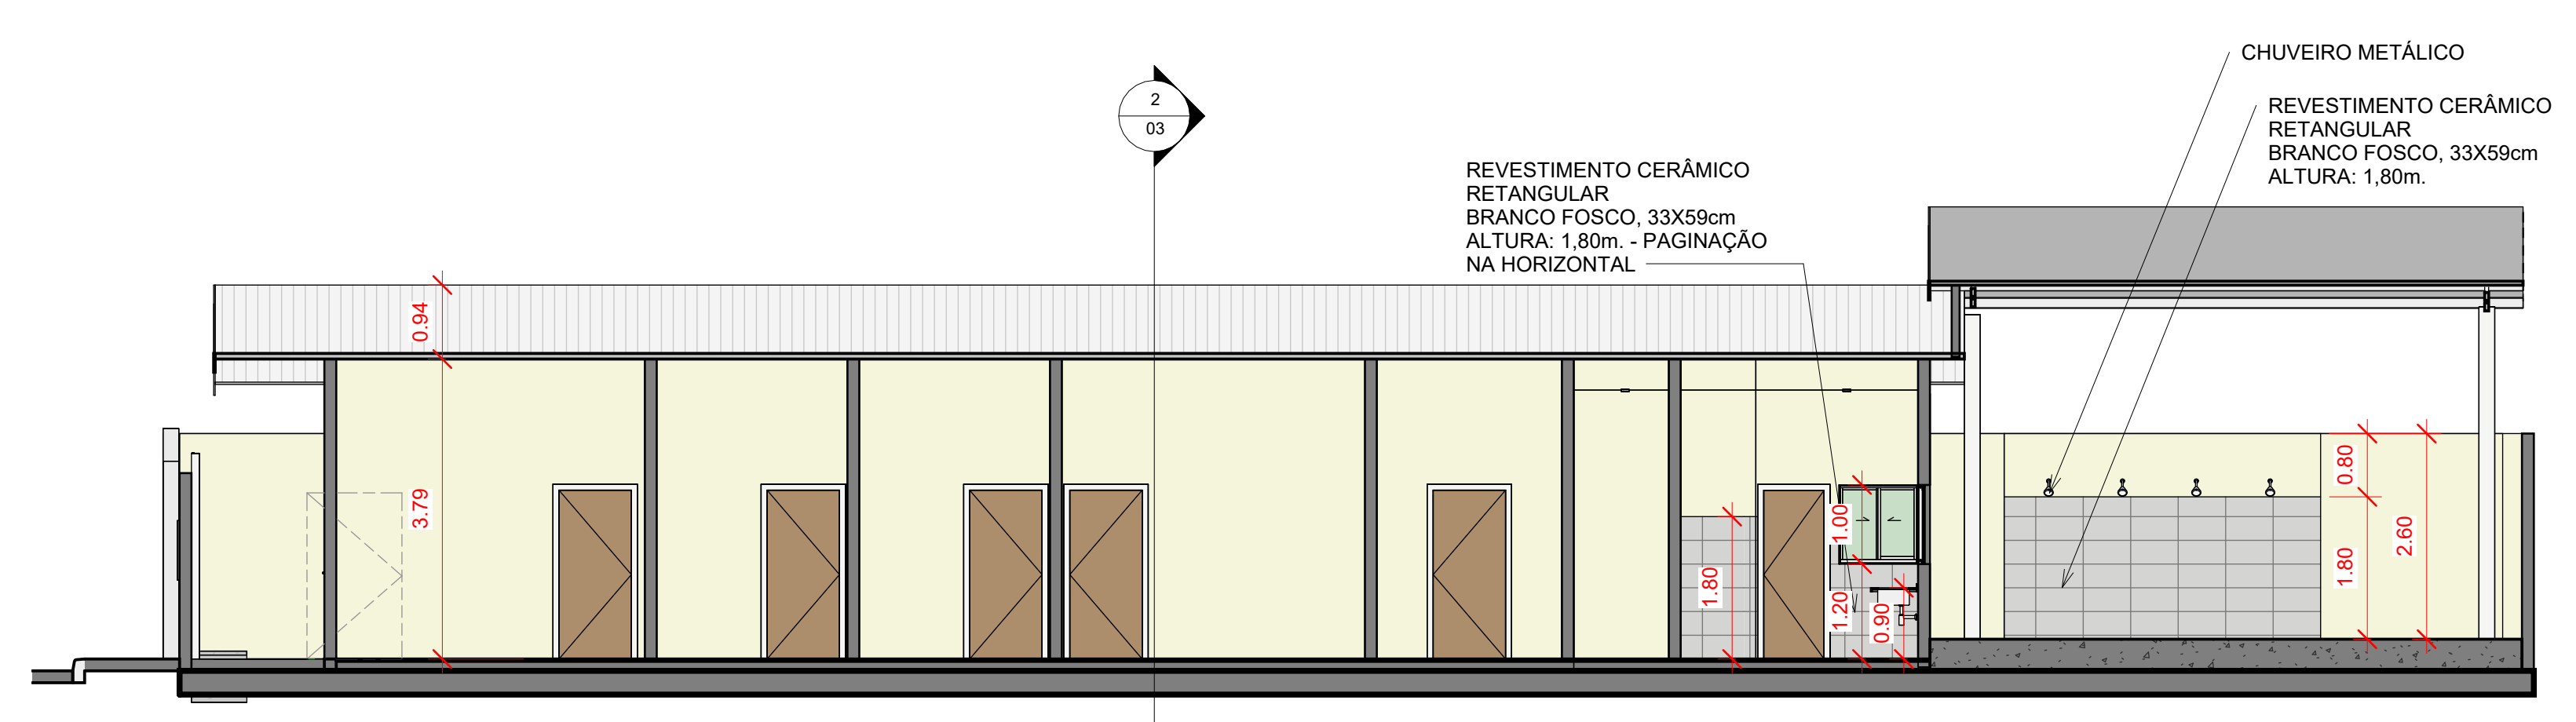 CHUVEIRO METÁLICO
REVESTIMENTO CERÂMICO
RETANGULAR
BRANCO FOSCO, 33X59cm
ALTURA: 1,80m.
2
03
REVESTIMENTO CERÂMICO
RETANGULAR
BRANCO FOSCO, 33X59cm
ALTURA: 1,80m. - PAGINAÇÃO
NA HORIZONTAL
0.94
3.79
1.80
1.00
1.20
0.90
0.80
1.80
2.60